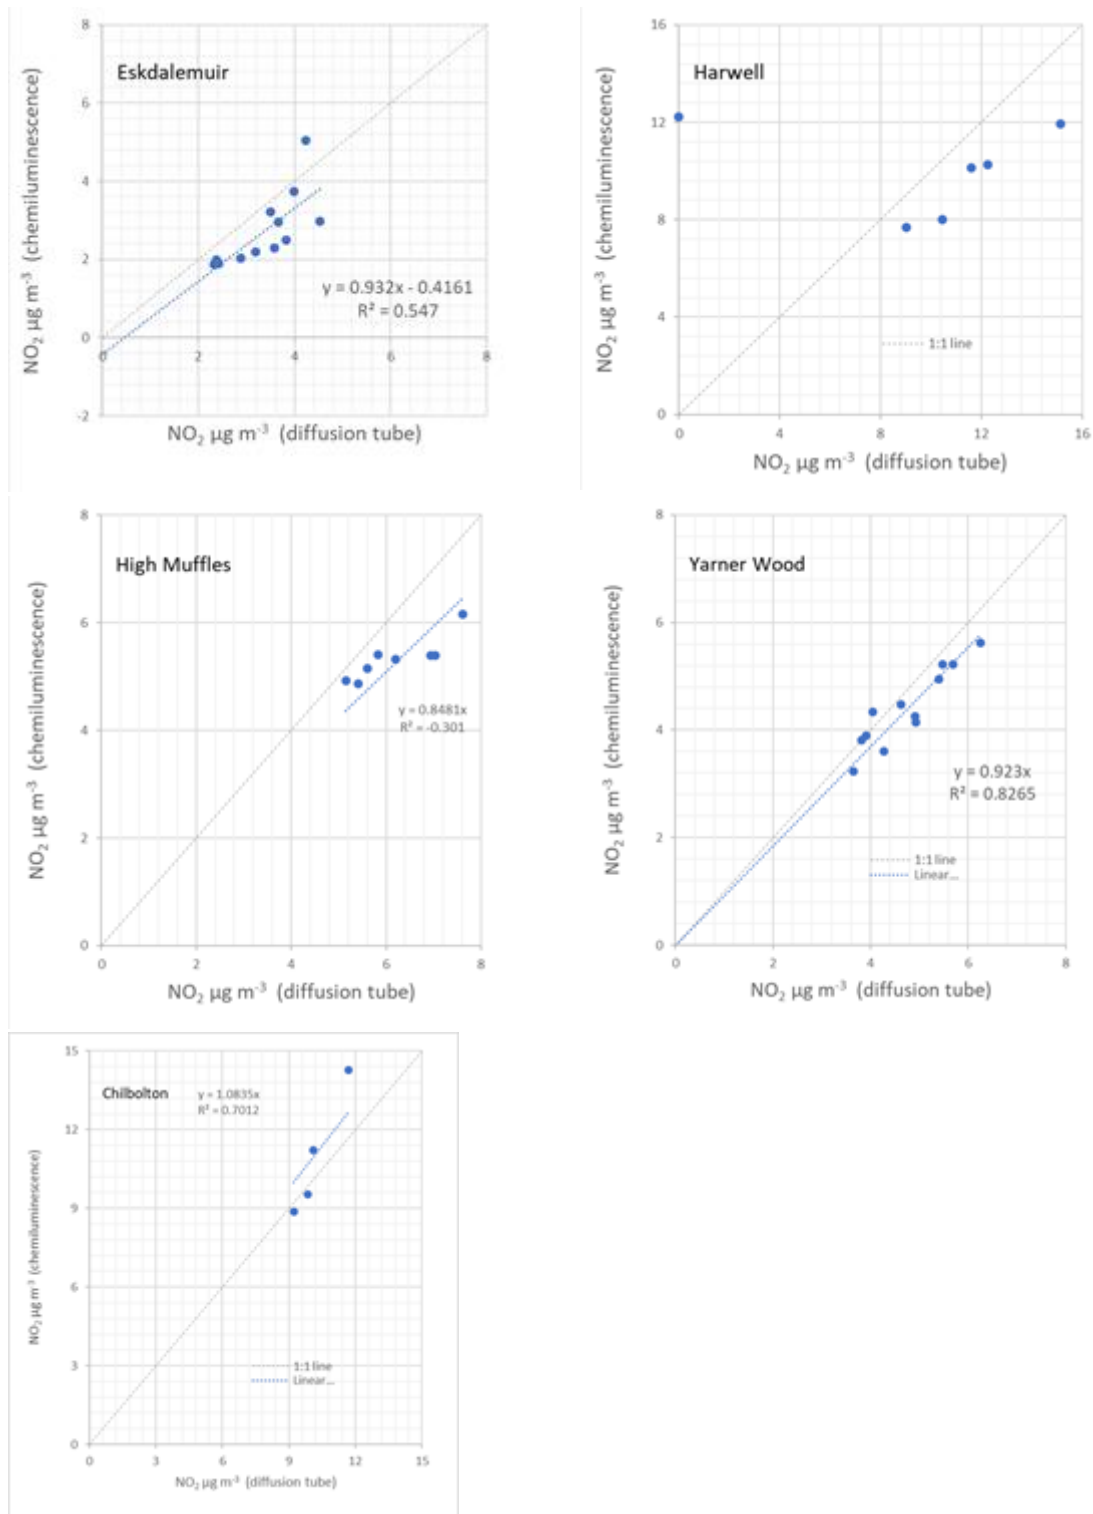 Eskdalemuir
NO₂ µg m⁻³ (chemiluminescence)
8
6
4
2
0
-2
0
2
4
6
8
y = 0.932x - 0.4161
R² = 0.547
NO₂ µg m⁻³ (diffusion tube)
Harwell
NO₂ µg m⁻³ (chemiluminescence)
16
12
8
4
0
0
4
8
12
16
1:1 line
NO₂ µg m⁻³ (diffusion tube)
High Muffles
NO₂ µg m⁻³ (chemiluminescence)
8
6
4
2
0
0
2
4
6
8
y = 0.8481x
R² = -0.301
NO₂ µg m⁻³ (diffusion tube)
Yarner Wood
NO₂ µg m⁻³ (chemiluminescence)
8
6
4
2
0
0
2
4
6
8
y = 0.923x
R² = 0.8265
1:1 line
Linear...
NO₂ µg m⁻³ (diffusion tube)
Chilbolton
y = 1.0835x
R² = 0.7012
NO₂ µg m⁻³ (chemiluminescence)
15
12
9
6
3
0
0
3
6
9
12
15
1:1 line
Linear...
NO₂ µg m⁻³ (diffusion tube)